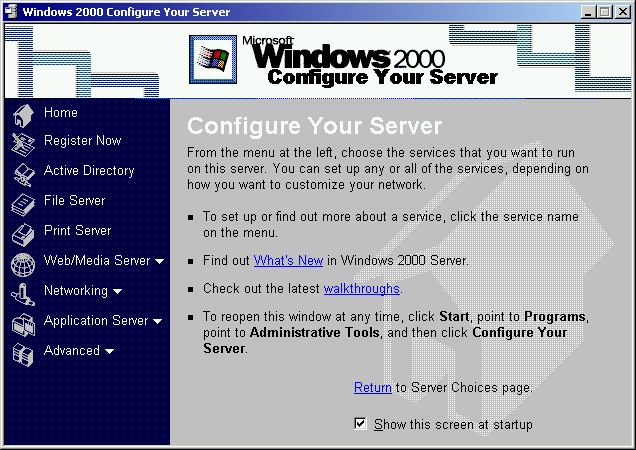 Windows 2000 Configure Your Server
Microsoft
Windows 2000
Configure Your Server
Home
Register Now
Active Directory
File Server
Print Server
Web/Media Server
Networking
Application Server
Advanced
Configure Your Server
From the menu at the left, choose the services that you want to run
on this server. You can set up any or all of the services, depending on
how you want to customize your network.
To set up or find out more about a service, click the service name
on the menu.
Find out What's New in Windows 2000 Server.
Check out the latest walkthroughs.
To reopen this window at any time, click Start, point to Programs,
point to Administrative Tools, and then click Configure Your
Server.
Return to Server Choices page.
Show this screen at startup